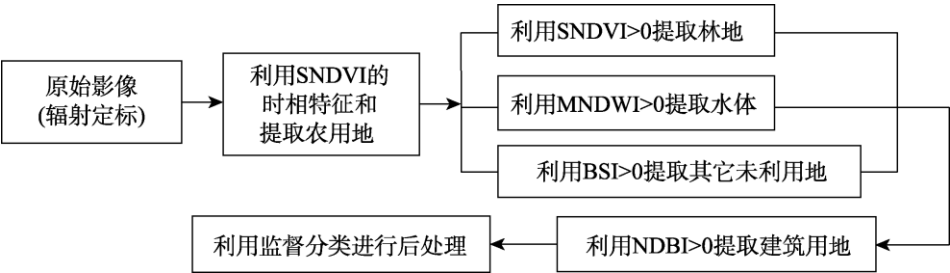 原始影像
(辐射定标)
利用SNDVI的
时相特征和
提取农用地
利用SNDVI>0提取林地
利用MNDWI>0提取水体
利用BSI>0提取其它未利用地
利用NDBI>0提取建筑用地
利用监督分类进行后处理